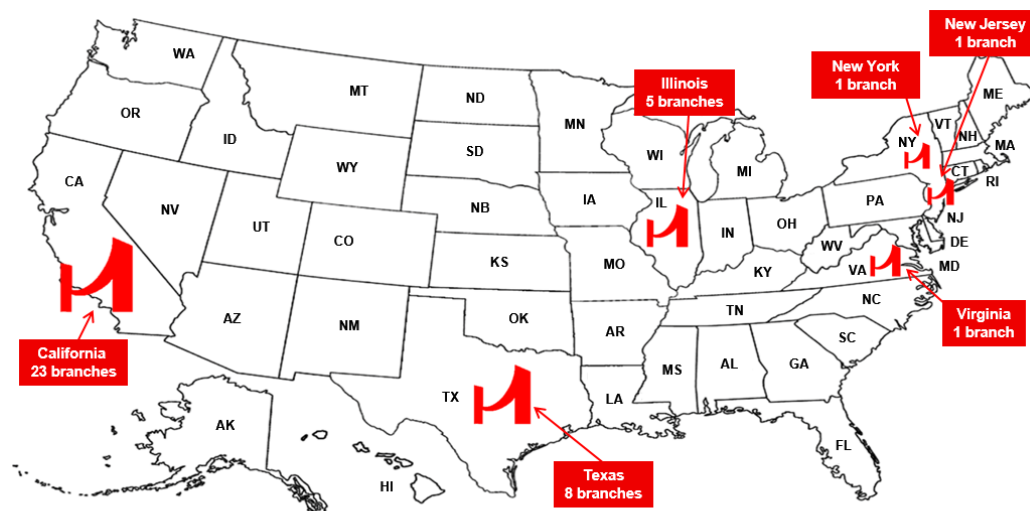 New Jersey
1 branch
New York
1 branch
Illinois
5 branches
WA
MT
ND
MN
ME
OR
ID
SD
WI
MI
NY
VT
NH
MA
WY
CT
RI
CA
NV
UT
CO
NB
IA
IL
IN
OH
PA
NJ
DE
MD
KS
MO
KY
WV
VA
AZ
NM
OK
AR
TN
NC
SC
Virginia
1 branch
California
23 branches
TX
LA
MS
AL
GA
FL
AK
HI
Texas
8 branches